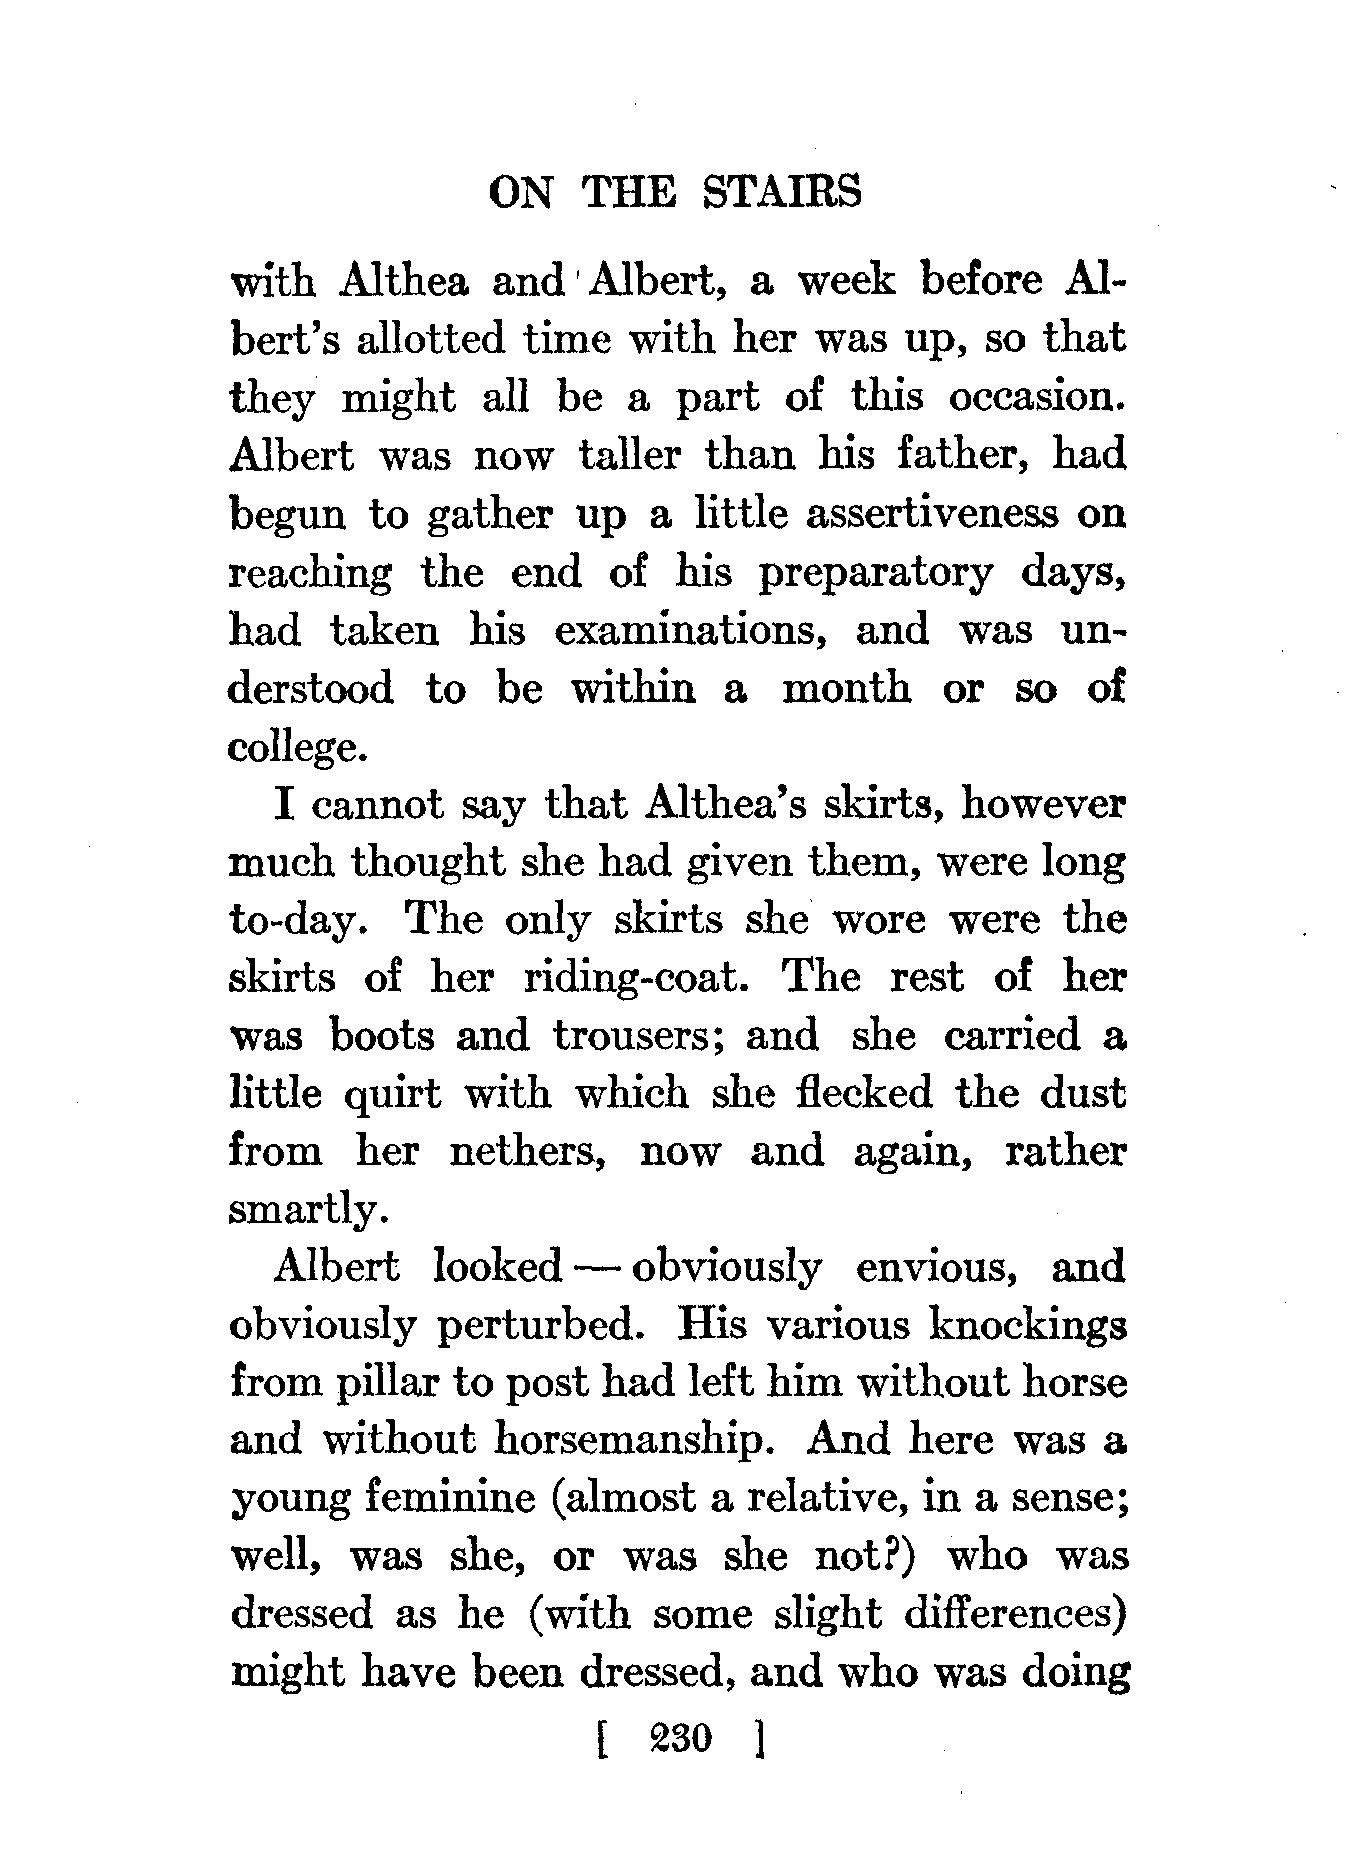 ON THE STAIRS
with Althea and Albert, a week before Al-
bert's allotted time with her was up, so that
they might all be a part of this occasion.
Albert was now taller than his father, had
begun to gather up a little assertiveness on
reaching the end of his preparatory days,
had taken his examinations, and was un-
derstood to be within a month or so of
college.
I cannot say that Althea's skirts, however
much thought she had given them, were long
to-day. The only skirts she wore were the
skirts of her riding-coat. The rest of her
was boots and trousers; and she carried a
little quirt with which she flecked the dust
from her nethers, now and again, rather
smartly.
Albert looked — obviously envious, and
obviously perturbed. His various knockings
from pillar to post had left him without horse
and without horsemanship. And here was a
young feminine (almost a relative, in a sense;
well, was she, or was she not?) who was
dressed as he (with some slight differences)
might have been dressed, and who was doing
[ 230 ]